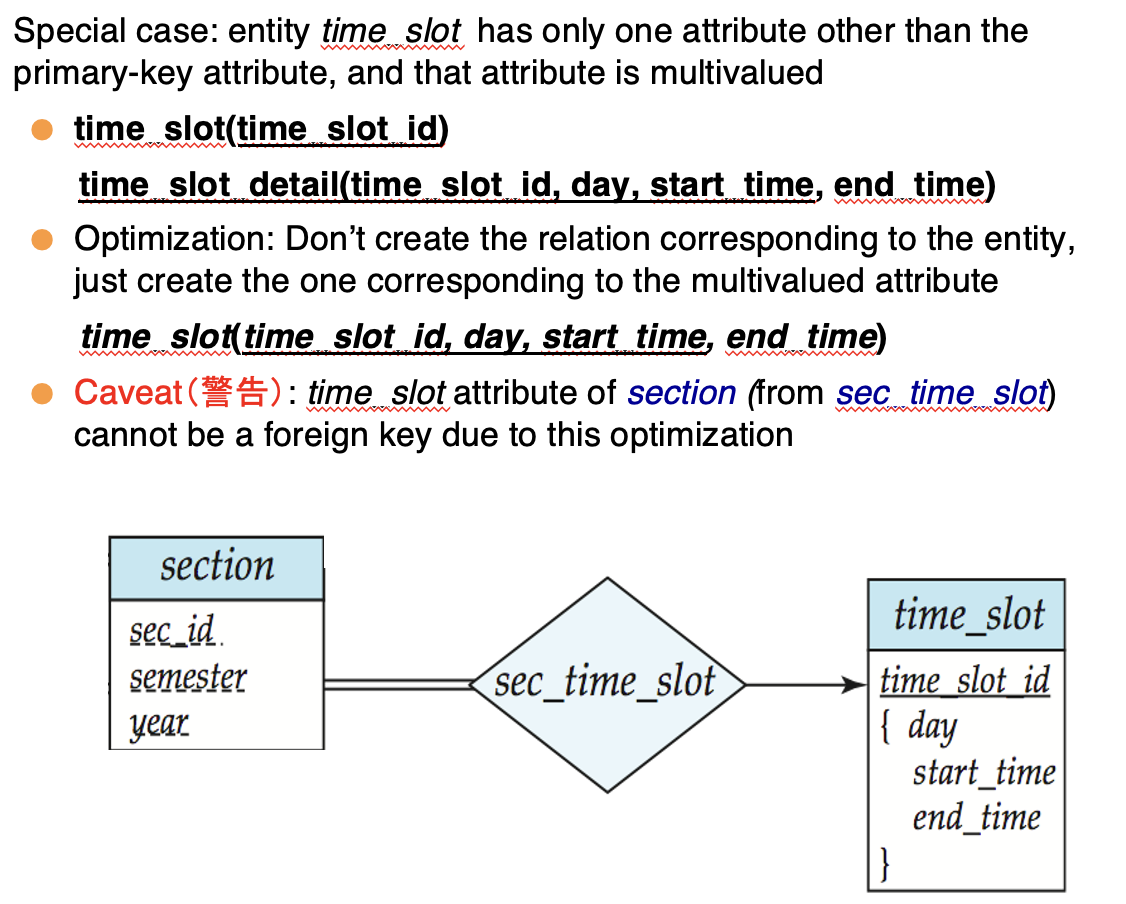 Special case: entity time_slot has only one attribute other than the
primary-key attribute, and that attribute is multivalued
time_slot(time_slot_id)
time_slot_detail(time_slot_id, day, start_time, end_time)
Optimization: Don’t create the relation corresponding to the entity,
just create the one corresponding to the multivalued attribute
time_slot(time_slot_id, day, start_time, end_time)
Caveat(警告): time_slot attribute of section (from sec_time_slot)
cannot be a foreign key due to this optimization
section
sec_id
semester
year
sec_time_slot
time_slot
time_slot_id
{ day
start_time
end_time
}